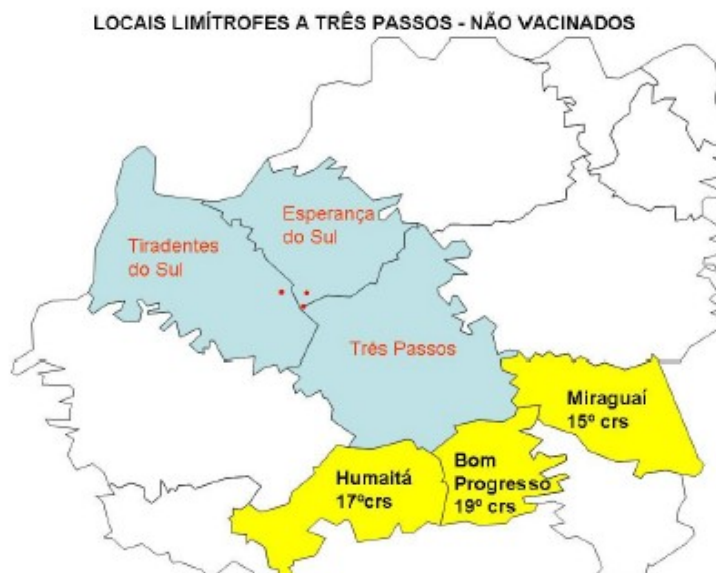 LOCAIS LIMÍTROFES A TRÊS PASSOS - NÃO VACINADOS
Esperança
do Sul
Tiradentes
do Sul
Três Passos
Miraguaí
15º crs
Bom
Progresso
19º crs
Humaitá
17ºcrs